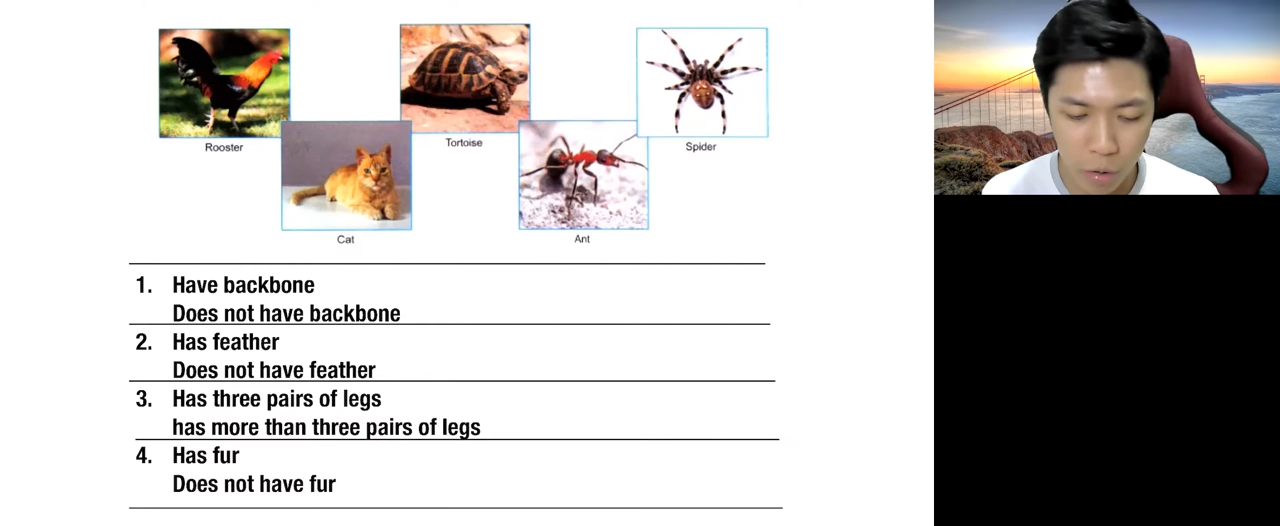 Rooster
Tortoise
Spider
Cat
Ant
1. Have backbone
Does not have backbone
2. Has feather
Does not have feather
3. Has three pairs of legs
has more than three pairs of legs
4. Has fur
Does not have fur